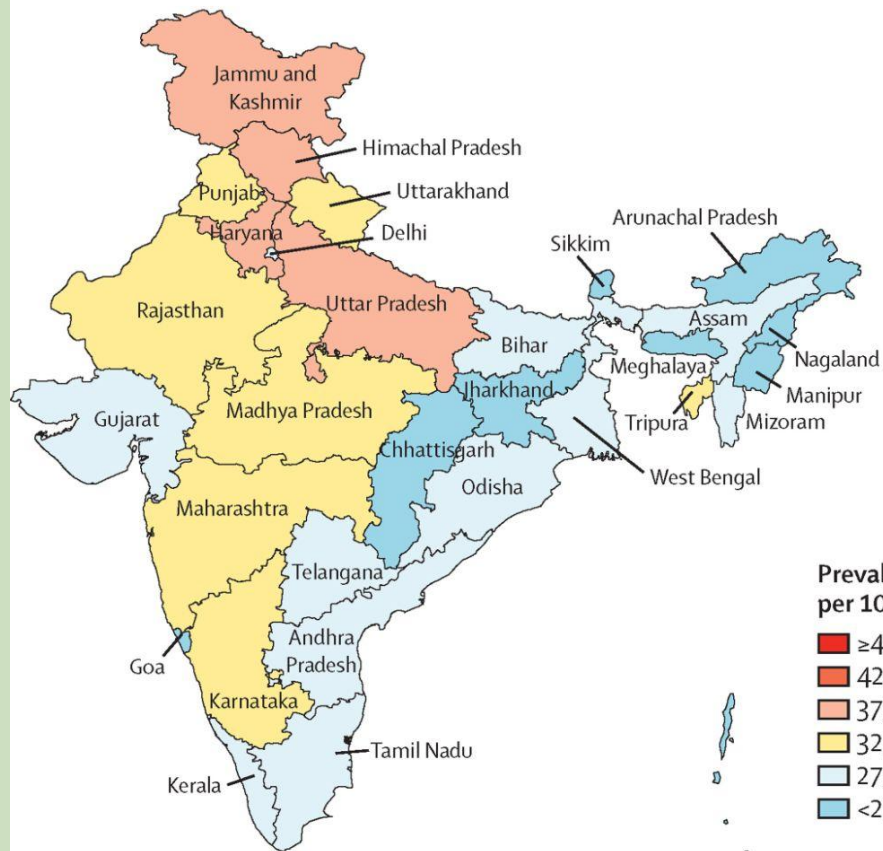 Jammu and
Kashmir
Himachal Pradesh
Punjab
Uttarakhand
Arunachal Pradesh
Haryana
Delhi
Sikkim
Rajasthan
Uttar Pradesh
Assam
Bihar
Nagaland
Meghalaya
Jharkhand
Manipur
Gujarat
Madhya Pradesh
Tripura
Mizoram
Chhattisgarh
West Bengal
Odisha
Maharashtra
Telangana
Andhra
Pradesh
Goa
Karnataka
Tamil Nadu
Kerala
per 10
≥4
42
37
32
27
<2